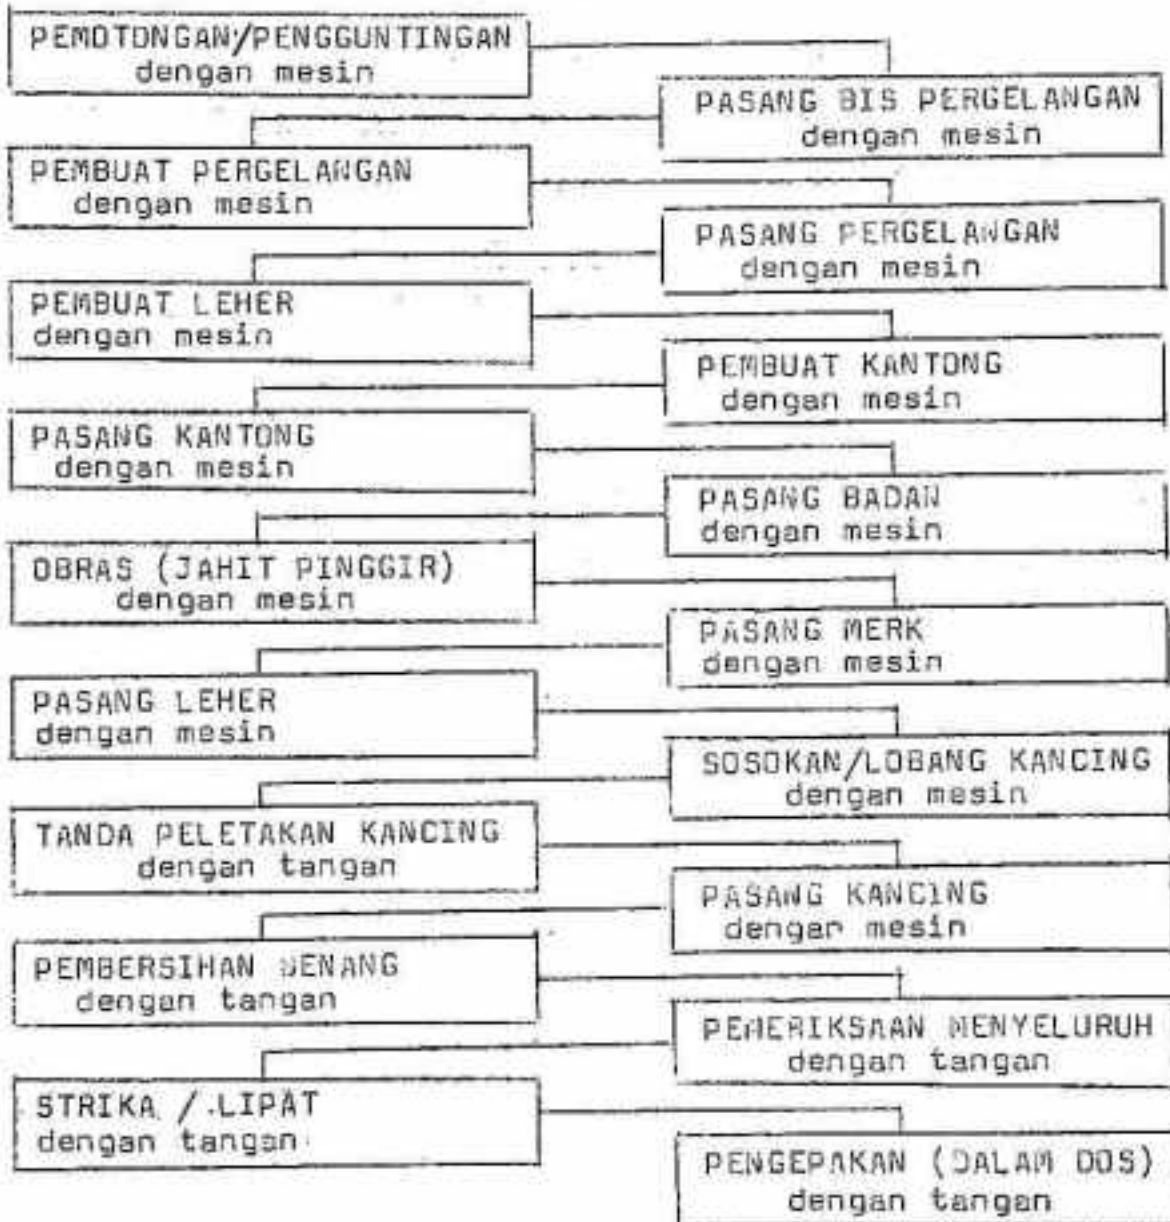 PEMOTONGAN/PENGGUNTINGAN
dengan mesin
PASANG BIS PERGELANGAN
dengan mesin
PEMBUAT PERGELANGAN
dengan mesin
PASANG PERGELANGAN
dengan mesin
PEMBUAT LEHER
dengan mesin
PEMBUAT KANTONG
dengan mesin
PASANG KANTONG
dengan mesin
PASANG BADAN
dengan mesin
OBRAS (JAHIT PINGGIR)
dengan mesin
PASANG MERK
dengan mesin
PASANG LEHER
dengan mesin
SOSOKAN/LOBANG KANCING
dengan mesin
TANDA PELETAKAN KANCING
dengan tangan
PASANG KANCING
dengan mesin
PEMBERSIHAN BENANG
dengan tangan
PEMERIKSAAN MENYELURUH
dengan tangan
STRIKA / LIPAT
dengan tangan
PENGEPAKAN (DALAM DOS)
dengan tangan